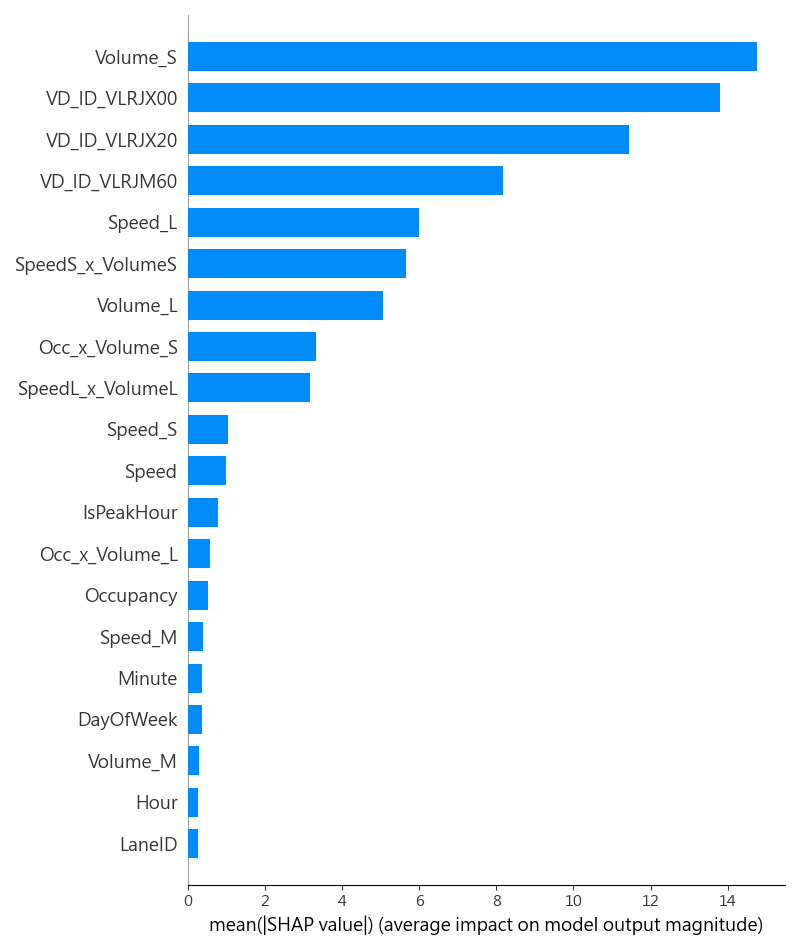 Volume_S
VD_ID_VLRJX00
VD_ID_VLRJX20
VD_ID_VLRJM60
Speed_L
SpeedS_x_VolumeS
Volume_L
Occ_x_Volume_S
SpeedL_x_VolumeL
Speed_S
Speed
IsPeakHour
Occ_x_Volume_L
Occupancy
Speed_M
Minute
DayOfWeek
Volume_M
Hour
LaneID
0 2 4 6 8 10 12 14
mean(|SHAP value|) (average impact on model output magnitude)